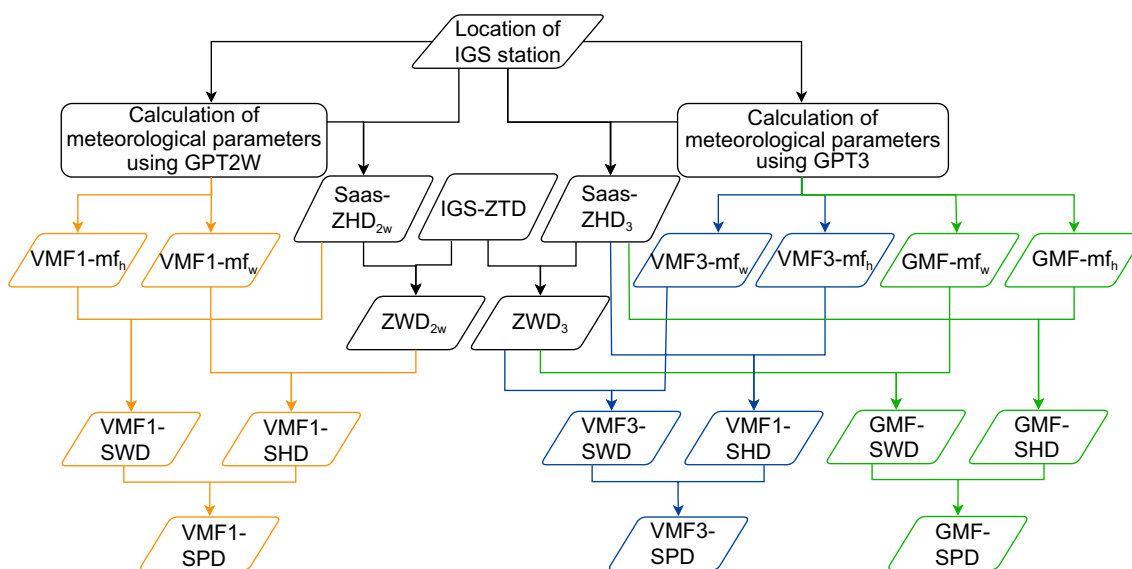 Location of
IGS station
Calculation of
meteorological parameters
using GPT2W
Calculation of
meteorological parameters
using GPT3
Saas-
ZHD2w
IGS-ZTD
Saas-
ZHD3
VMF1-mfh
VMF1-mfw
VMF3-mfw
VMF3-mfh
GMF-mfw
GMF-mfh
ZWD2w
ZWD3
VMF1-
SWD
VMF1-
SHD
VMF3-
SWD
VMF1-
SHD
GMF-
SWD
GMF-
SHD
VMF1-
SPD
VMF3-
SPD
GMF-
SPD